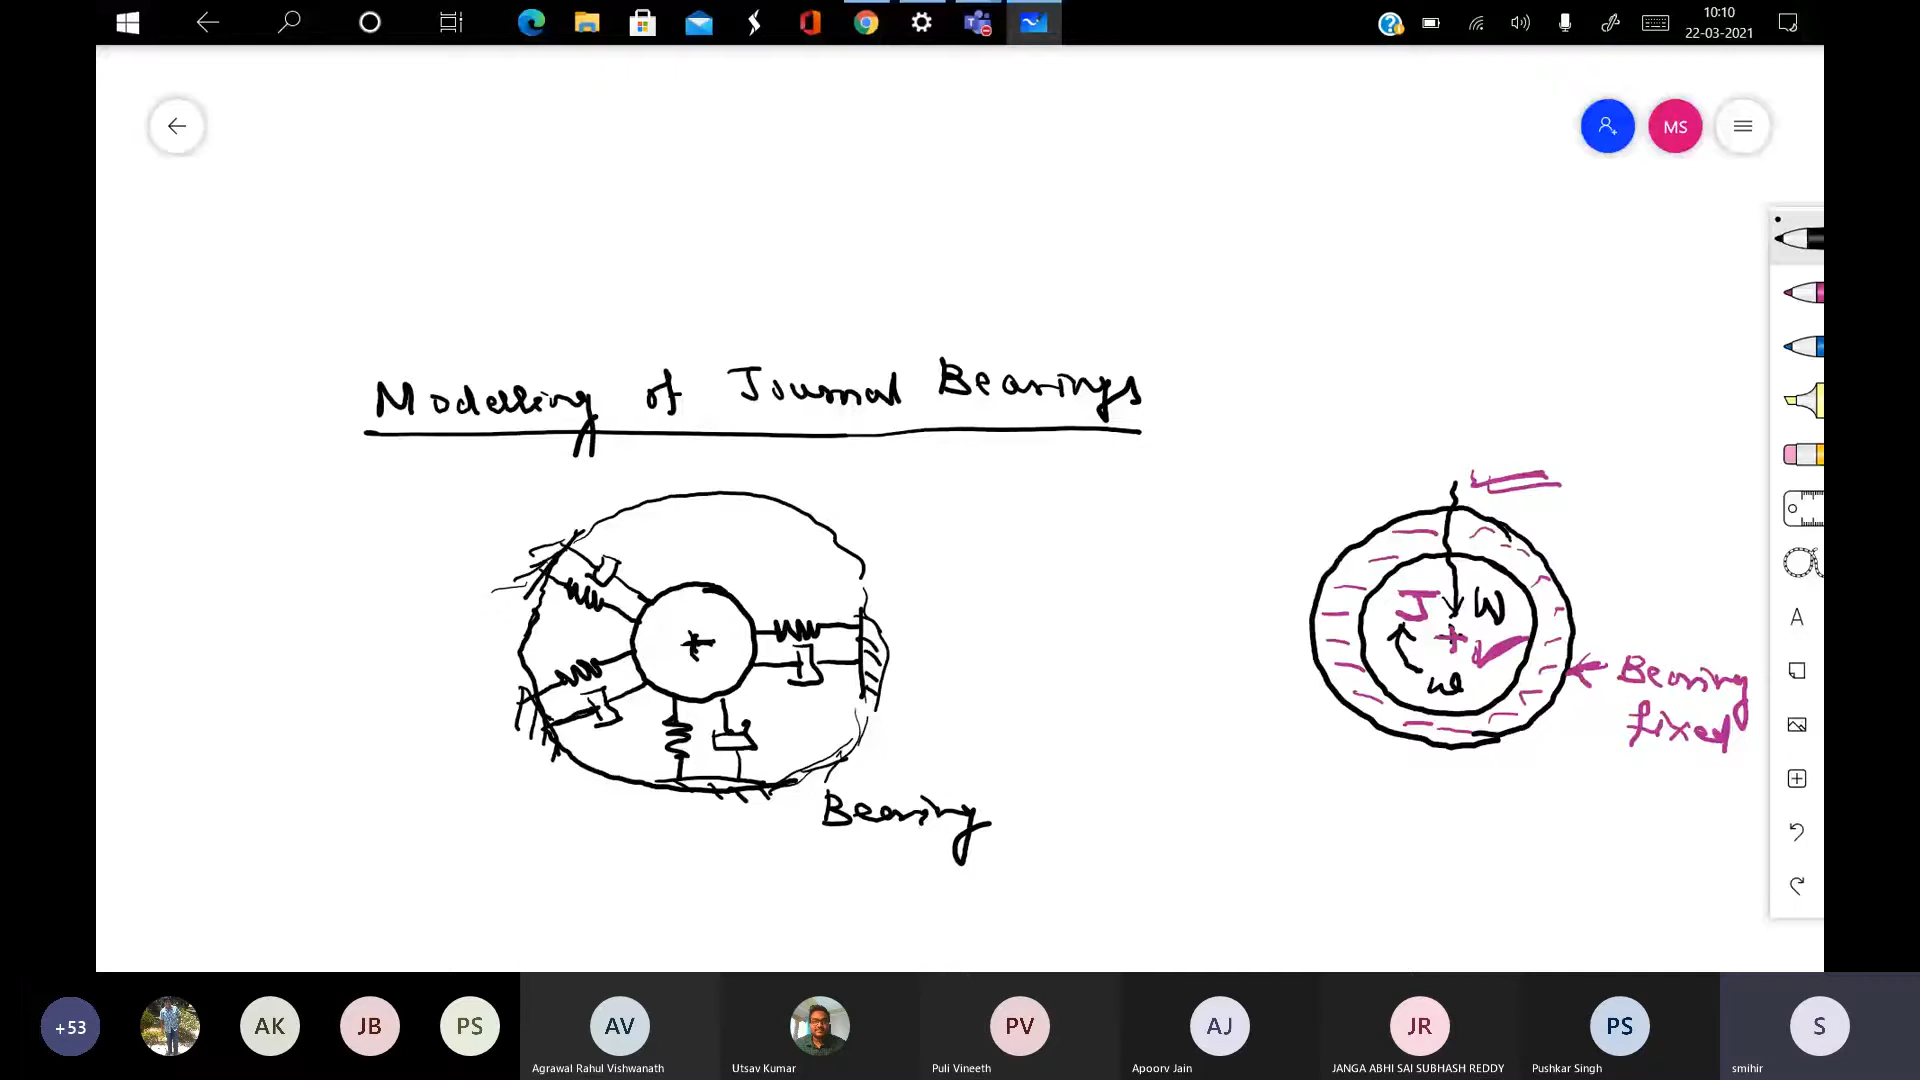 10:10
22-03-2021
MS
Modelling of Journal Bearings
J W
ω
Bearing
fixed
Bearing
A
+53
AK
JB
PS
AV
PV
AJ
JR
PS
S
Agrawal Rahul Vishwanath
Utsav Kumar
Puli Vineeth
Apoorv Jain
JANGA ABHI SAI SUBHASH REDDY
Pushkar Singh
smihir